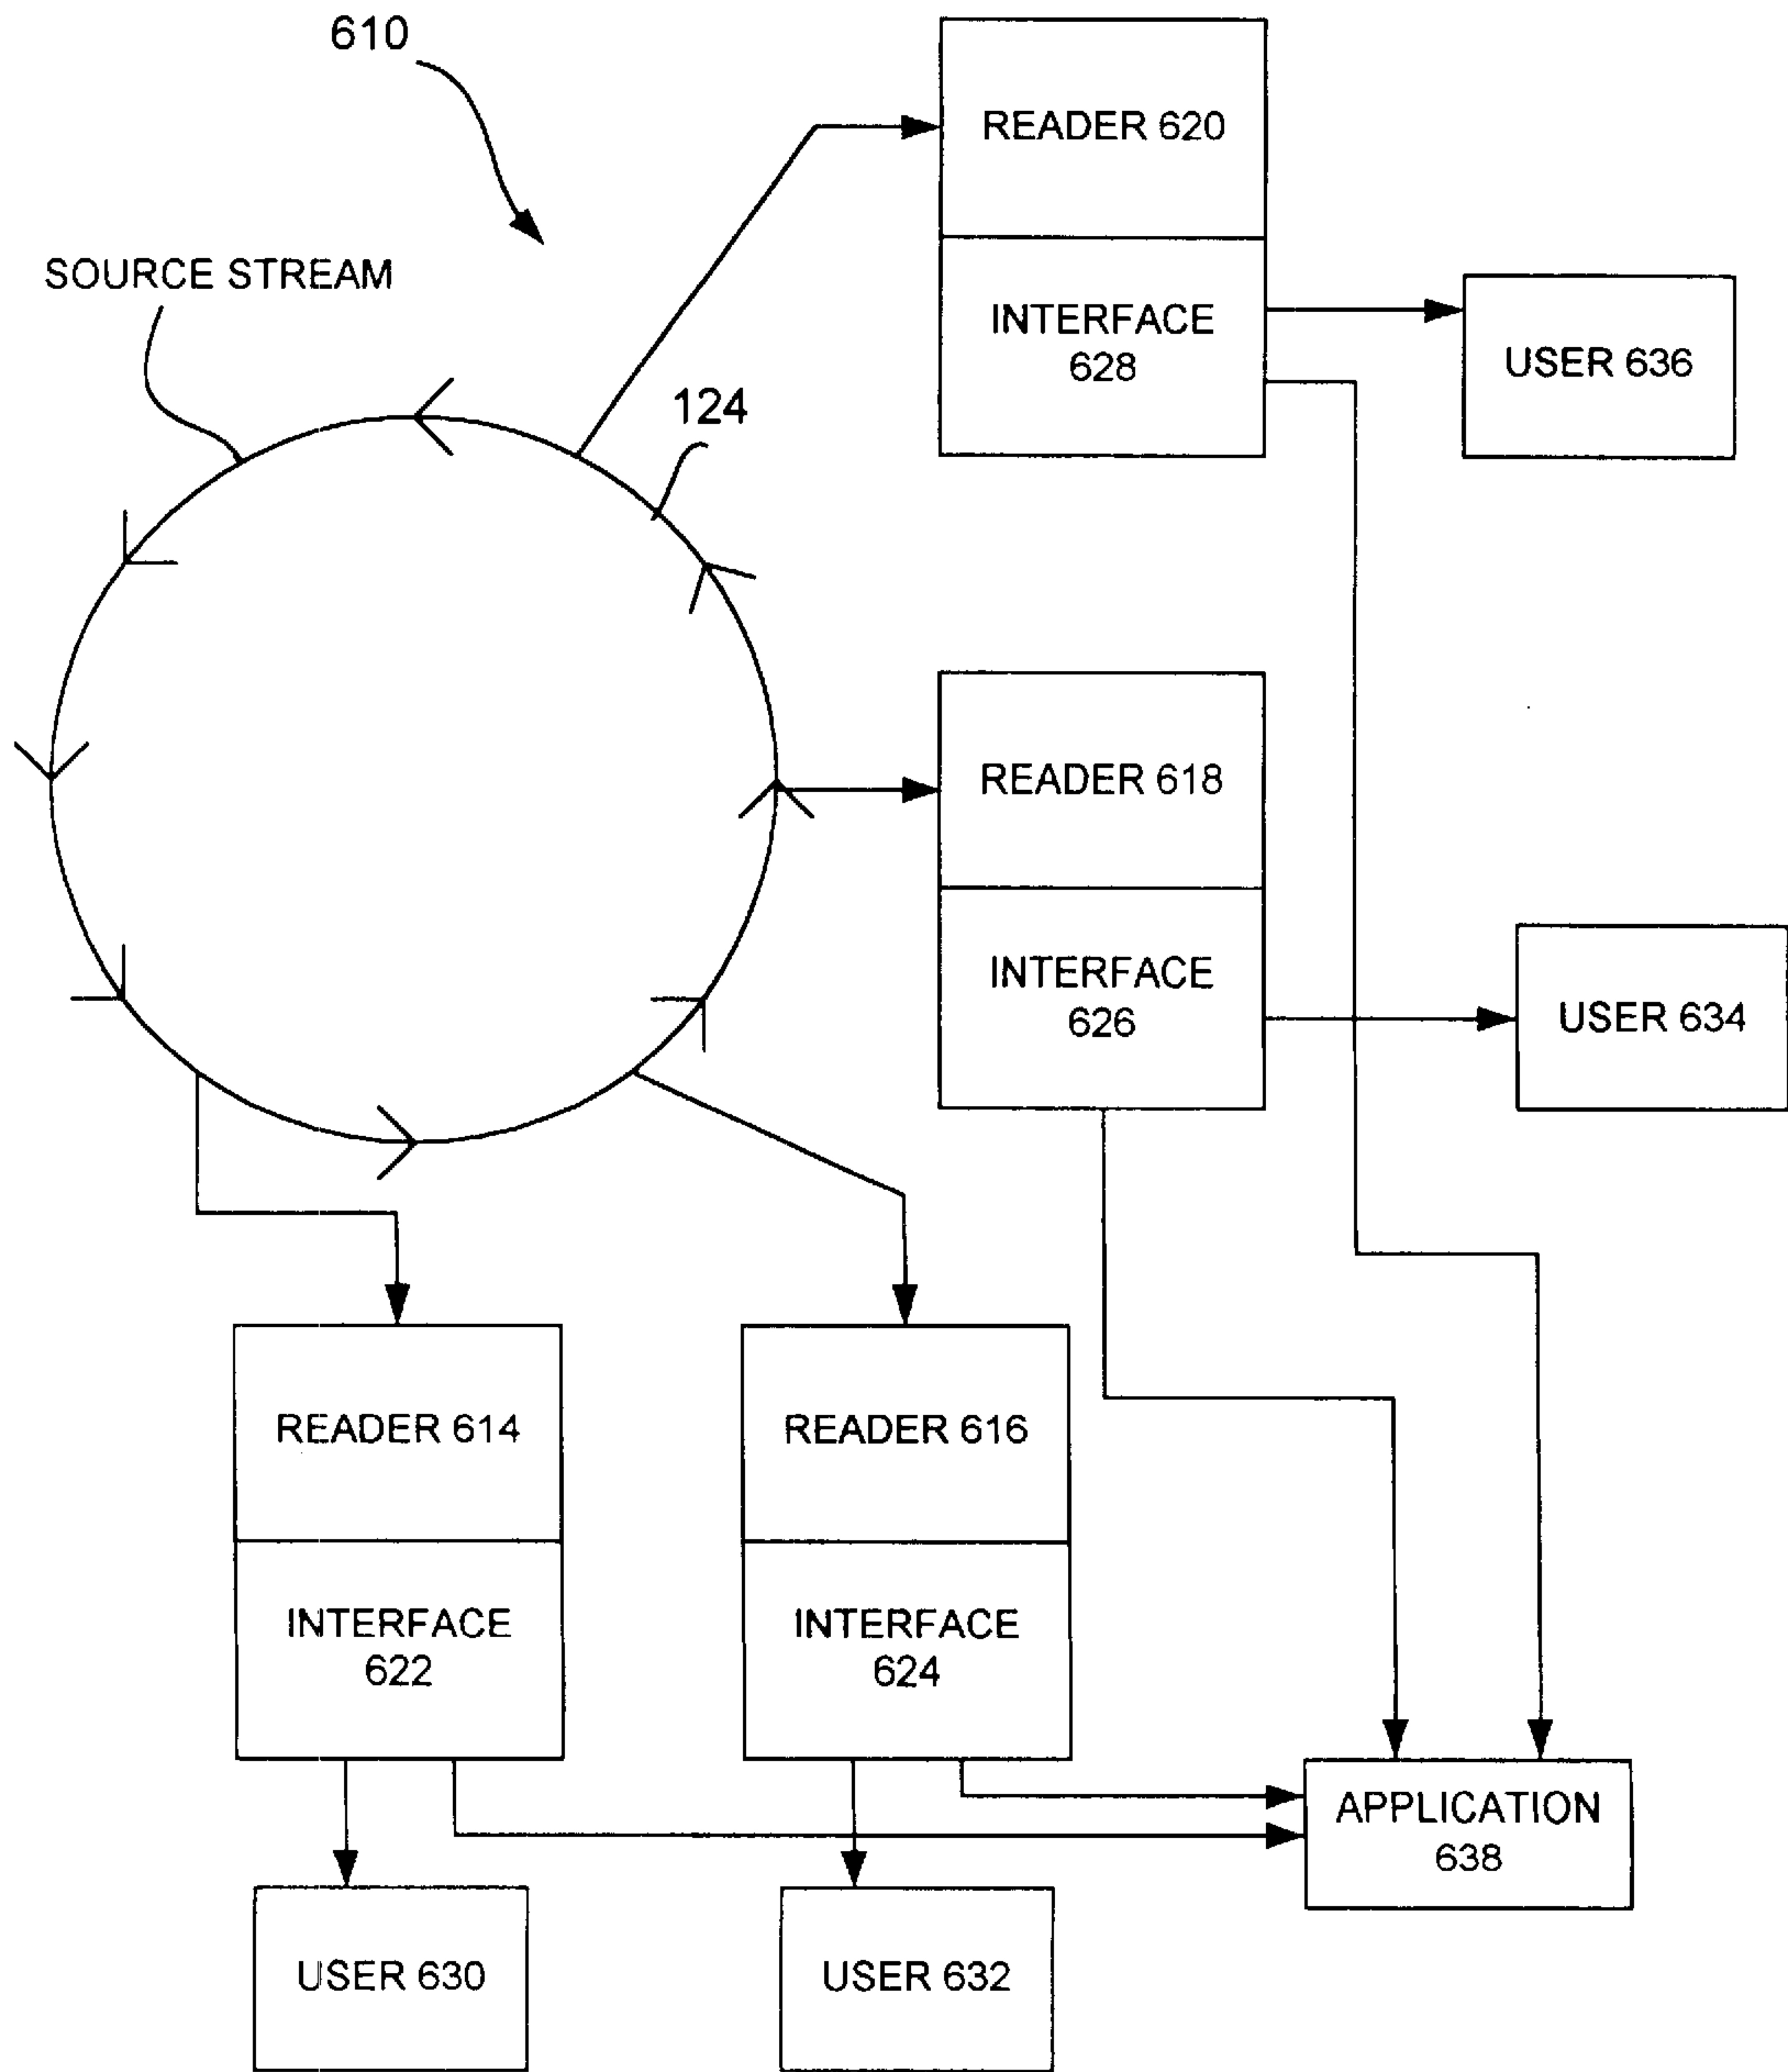 610
READER 620
SOURCE STREAM
INTERFACE
628
USER 636
124
READER 618
INTERFACE
626
USER 634
READER 614
READER 616
INTERFACE
622
INTERFACE
624
APPLICATION
638
USER 630
USER 632